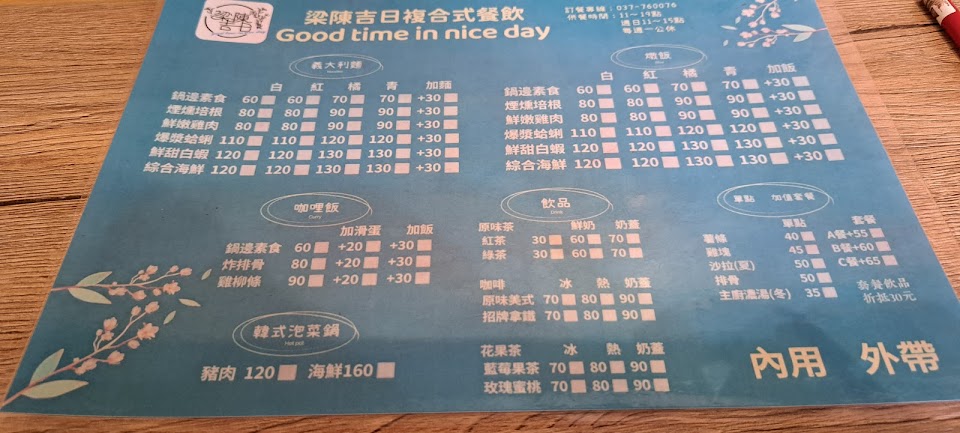 梁陳
吉日
梁陳吉日複合式餐飲
Good time in nice day
訂餐專線：037-760076
供餐時間：11～19點
週日11～15點
每週一公休
義大利麵
白 紅 橘 青 加麵
鍋邊素食 60 60 70 70 +30
煙燻培根 80 80 90 90 +30
鮮嫩雞肉 80 80 90 90 +30
爆漿蛤蜊 110 110 120 120 +30
鮮甜白蝦 120 120 130 130 +30
綜合海鮮 120 120 130 130 +30
燉飯
白 紅 橘 青 加飯
鍋邊素食 60 60 70 70 +30
煙燻培根 80 80 90 90 +30
鮮嫩雞肉 80 80 90 90 +30
爆漿蛤蜊 110 110 120 120 +30
鮮甜白蝦 120 120 130 130 +30
綜合海鮮 120 120 130 130 +30
咖哩飯
Curry
加滑蛋 加飯
鍋邊素食 60 +20 +30
炸排骨 80 +20 +30
雞柳條 90 +20 +30
韓式泡菜鍋
Hot pot
豬肉 120 海鮮160
飲品
Drink
原味茶 鮮奶 奶蓋
紅茶 30 60 70
綠茶 30 60 70
咖啡 冰 熱 奶蓋
原味美式 70 80 90
招牌拿鐵 70 80 90
花果茶 冰 熱 奶蓋
藍莓果茶 70 80 90
玫瑰蜜桃 70 80 90
單點 加值套餐
單點 套餐
薯條 40 A餐+55
雞塊 45 B餐+60
沙拉(夏) 50 C餐+65
排骨 50
主廚濃湯(冬) 35
套餐飲品
折抵30元
內用 外帶